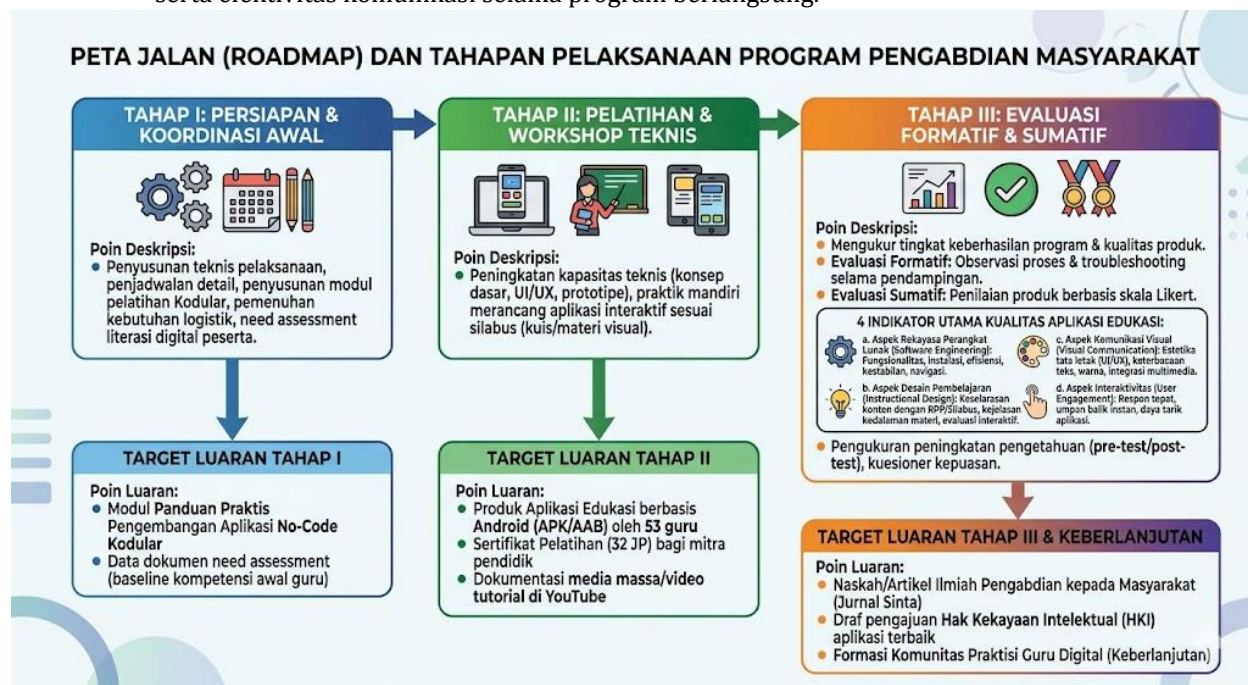 serta efektivitas komunikasi selama program berlangsung.
PETA JALAN (ROADMAP) DAN TAHAPAN PELAKSANAAN PROGRAM PENGABDIAN MASYARAKAT
TAHAP I: PERSIAPAN &
KOORDINASI AWAL
Poin Deskripsi:
• Penyusunan teknis pelaksanaan,
penjadwalan detail, penyusunan modul
pelatihan Kodular, pemenuhan
kebutuhan logistik, need assessment
literasi digital peserta.
TARGET LUARAN TAHAP I
Poin Luaran:
• Modul Panduan Praktis
Pengembangan Aplikasi No-Code
Kodular
• Data dokumen need assessment
(baseline kompetensi awal guru)
TAHAP II: PELATIHAN &
WORKSHOP TEKNIS
Poin Deskripsi:
• Peningkatan kapasitas teknis (konsep
dasar, UI/UX, prototipe), praktik mandiri
merancang aplikasi interaktif sesuai
silabus (kuis/materi visual).
TARGET LUARAN TAHAP II
Poin Luaran:
• Produk Aplikasi Edukasi berbasis
Android (APK/AAB) oleh 53 guru
• Sertifikat Pelatihan (32 JP) bagi mitra
pendidik
• Dokumentasi media massa/video
tutorial di YouTube
TAHAP III: EVALUASI
FORMATIF & SUMATIF
Poin Deskripsi:
• Mengukur tingkat keberhasilan program & kualitas produk.
• Evaluasi Formatif: Observasi proses & troubleshooting
selama pendampingan.
• Evaluasi Sumatif: Penilaian produk berbasis skala Likert.
4 INDIKATOR UTAMA KUALITAS APLIKASI EDUKASI:
a. Aspek Rekayasa Perangkat
Lunak (Software Engineering):
Fungsionalitas, instalasi, efisiensi,
kestabilan, navigasi.
b. Aspek Desain Pembelajaran
(Instructional Design): Keselarasan
konten dengan RPP/Silabus, kejelasan
kedalaman materi, evaluasi interaktif.
c. Aspek Komunikasi Visual
(Visual Communication): Estetika
tata letak (UI/UX), keterbacaan
teks, warna, integrasi multimedia.
d. Aspek Interaktivitas (User
Engagement): Respon tepat,
umpan balik instan, daya tarik
aplikasi.
• Pengukuran peningkatan pengetahuan (pre-test/post-
test), kuesioner kepuasan.
TARGET LUARAN TAHAP III & KEBERLANJUTAN
Poin Luaran:
• Naskah/Artikel Ilmiah Pengabdian kepada Masyarakat
(Jurnal Sinta)
• Draf pengajuan Hak Kekayaan Intelektual (HKI)
aplikasi terbaik
• Formasi Komunitas Praktisi Guru Digital (Keberlanjutan)